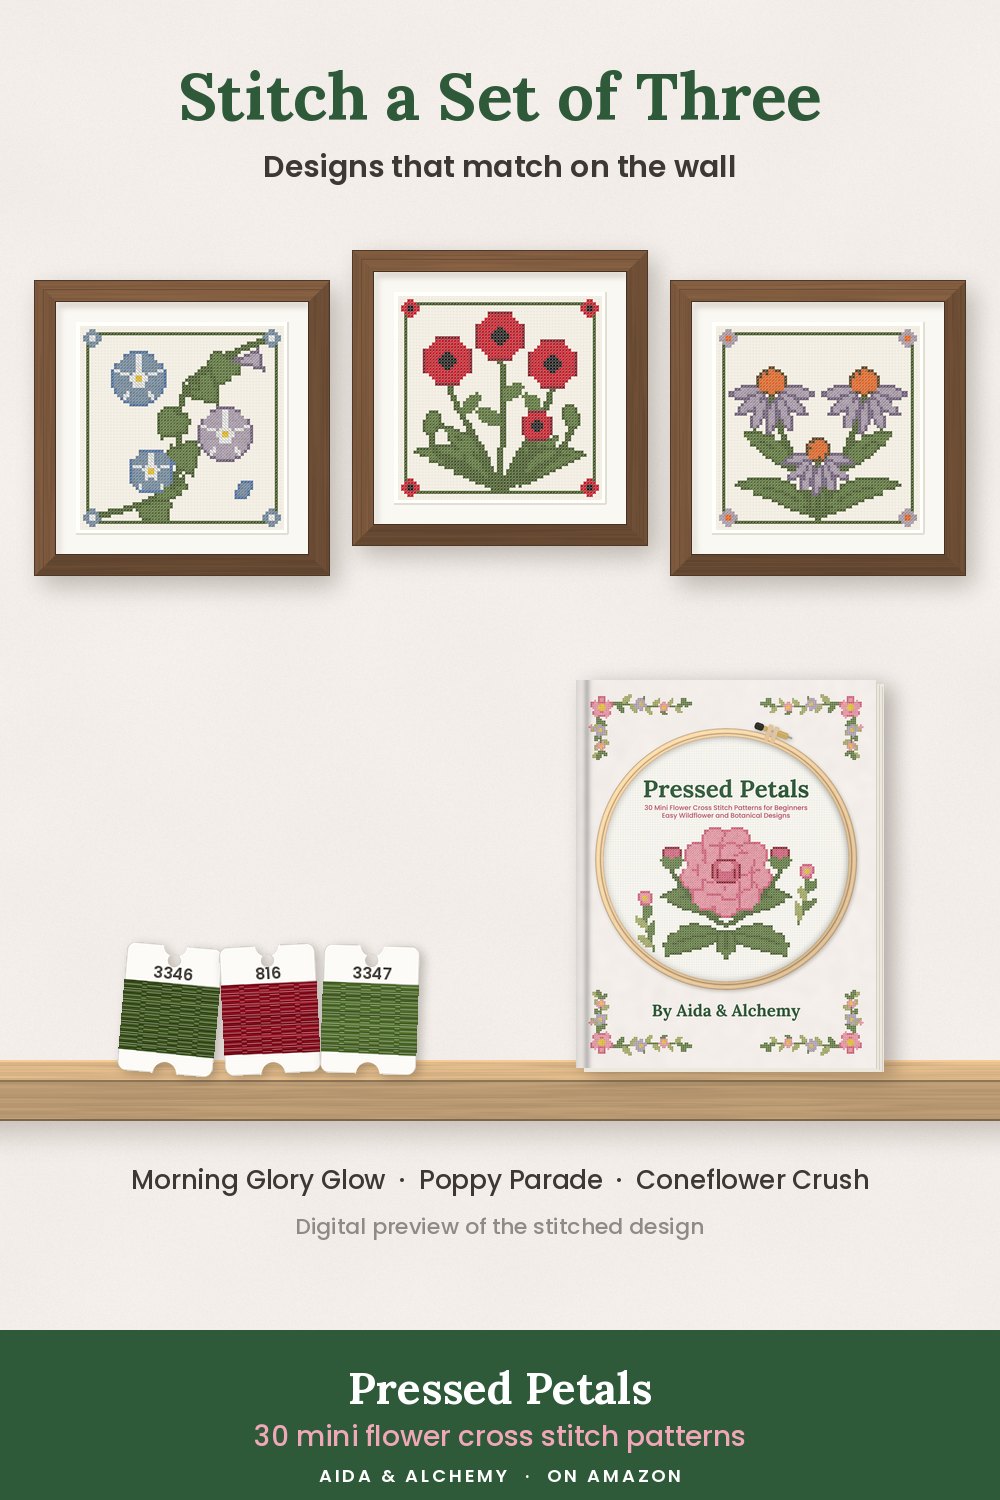 Stitch a Set of Three
Designs that match on the wall
Pressed Petals
30 Mini Flower Cross Stitch Patterns for Beginners
Easy Wildflower and Botanical Designs
By Aida & Alchemy
3346
816
3347
Morning Glory Glow · Poppy Parade · Coneflower Crush
Digital preview of the stitched design
Pressed Petals
30 mini flower cross stitch patterns
AIDA & ALCHEMY · ON AMAZON